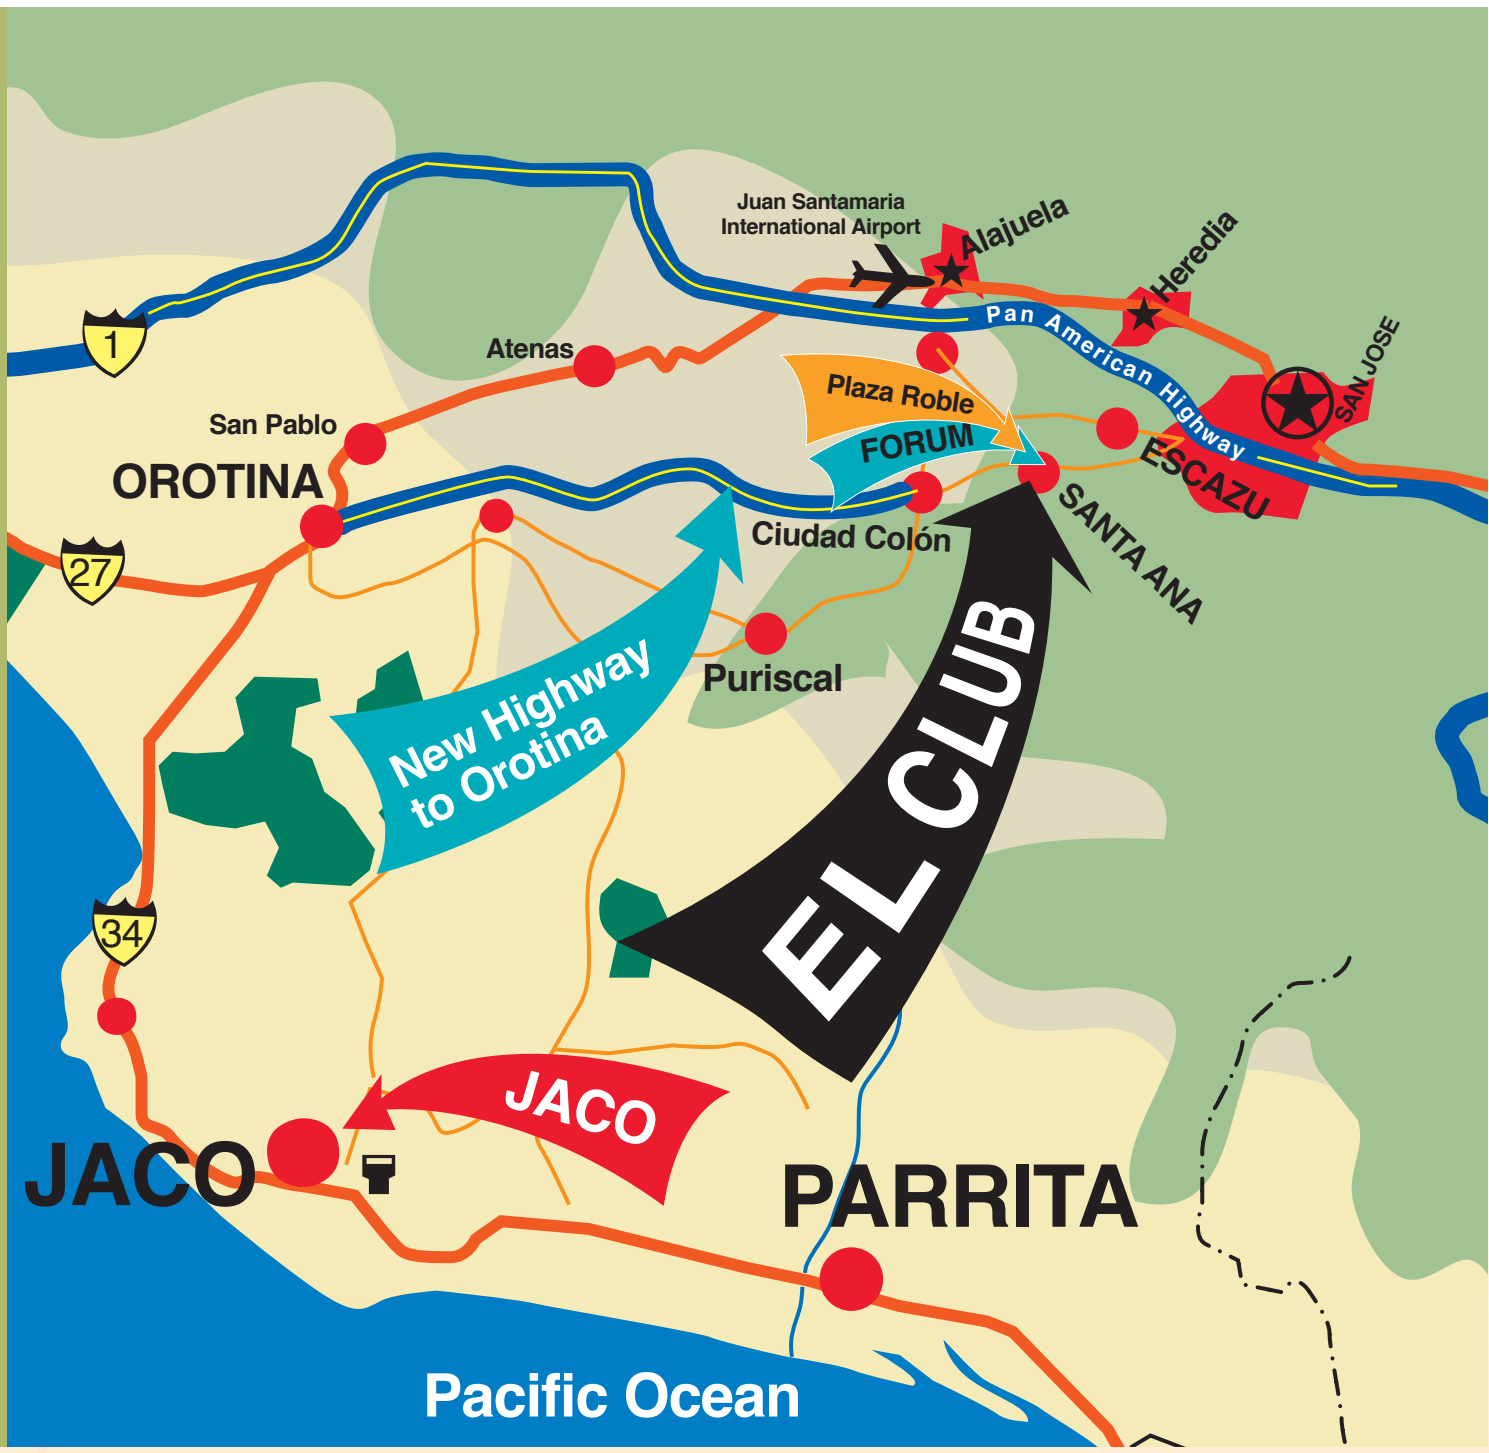 Juan Santamaria
International Airport
Alajuela
Heredia
SAN JOSE
Pan American Highway
1
Atenas
Plaza Roble
FORUM
San Pablo
OROTINA
ESCAZU
SANTA ANA
Ciudad Colón
27
Puriscal
New Highway
to Orotina
EL CLUB
34
JACO
JACO
PARRITA
Pacific Ocean